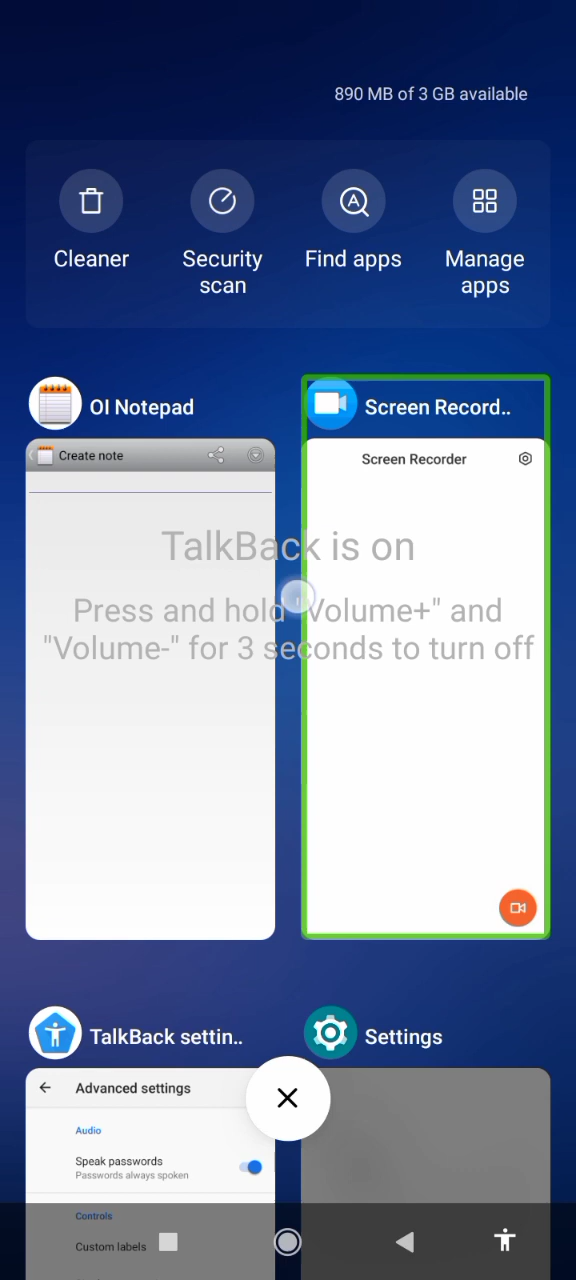 890 MB of 3 GB available
Cleaner
Security
scan
Find apps
Manage
apps
OI Notepad
Create note
Screen Record..
Screen Recorder
TalkBack is on
Press and hold "Volume+" and
"Volume-" for 3 seconds to turn off
TalkBack settin..
Advanced settings
Audio
Speak passwords
Passwords always spoken
Controls
Custom labels
Settings